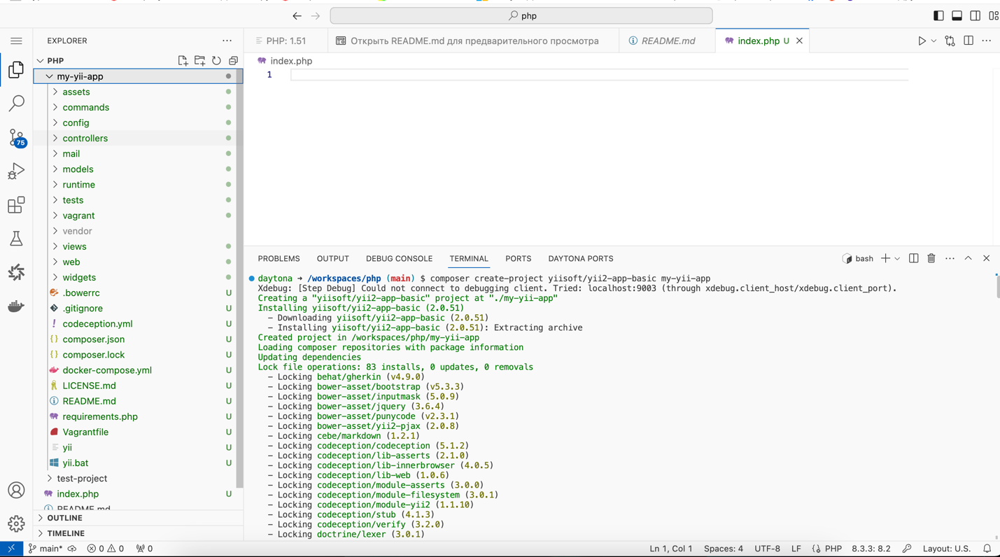 php
EXPLORER
PHP: 1.51
Открыть README.md для предварительного просмотра
README.md
index.php U
PHP
index.php
my-yii-app
1
assets
commands
config
controllers
75
mail
models
runtime
tests
vagrant
vendor
views
web
widgets
.bowerrc U
.gitignore U
codeception.yml U
composer.json U
composer.lock U
docker-compose.yml U
LICENSE.md U
README.md U
requirements.php U
Vagrantfile U
yii U
yii.bat U
test-project
index.php U
README.md
OUTLINE
TIMELINE
PROBLEMS OUTPUT DEBUG CONSOLE TERMINAL PORTS DAYTONA PORTS
bash
daytona → /workspaces/php (main) $ composer create-project yiisoft/yii2-app-basic my-yii-app
Xdebug: [Step Debug] Could not connect to debugging client. Tried: localhost:9003 (through xdebug.client_host/xdebug.client_port).
Creating a "yiisoft/yii2-app-basic" project at "./my-yii-app"
Installing yiisoft/yii2-app-basic (2.0.51)
- Downloading yiisoft/yii2-app-basic (2.0.51)
- Installing yiisoft/yii2-app-basic (2.0.51): Extracting archive
Created project in /workspaces/php/my-yii-app
Loading composer repositories with package information
Updating dependencies
Lock file operations: 83 installs, 0 updates, 0 removals
- Locking behat/gherkin (v4.9.0)
- Locking bower-asset/bootstrap (v5.3.3)
- Locking bower-asset/inputmask (5.0.9)
- Locking bower-asset/jquery (3.6.4)
- Locking bower-asset/punycode (v2.3.1)
- Locking bower-asset/yii2-pjax (2.0.8)
- Locking cebe/markdown (1.2.1)
- Locking codeception/codeception (5.1.2)
- Locking codeception/lib-asserts (2.1.0)
- Locking codeception/lib-innerbrowser (4.0.5)
- Locking codeception/lib-web (1.0.6)
- Locking codeception/module-asserts (3.0.0)
- Locking codeception/module-filesystem (3.0.1)
- Locking codeception/module-yii2 (1.1.10)
- Locking codeception/stub (4.1.3)
- Locking codeception/verify (3.2.0)
- Locking doctrine/lexer (3.0.1)
main* 0 0 0 Ln 1, Col 1 Spaces: 4 UTF-8 LF PHP 8.3.3: 8.2 Layout: U.S.